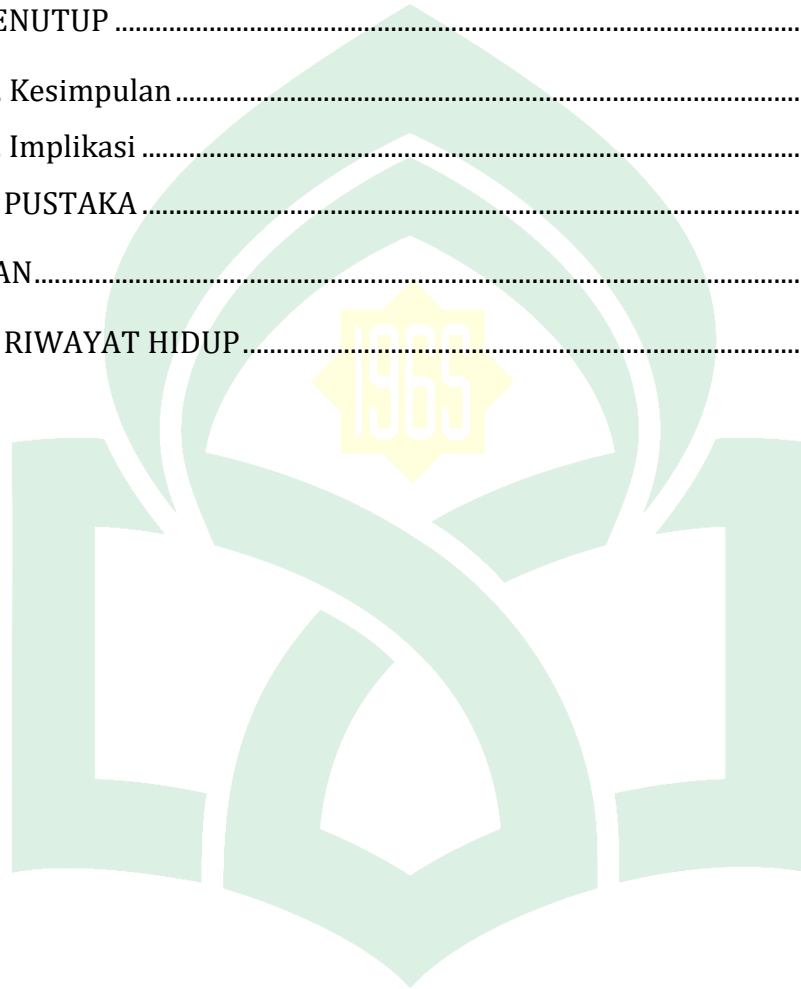 ENUTUP ........................................................................................................
. Kesimpulan ........................................................................................................
. Implikasi ........................................................................................................
PUSTAKA ........................................................................................................
AN ........................................................................................................
RIWAYAT HIDUP ........................................................................................................
1965